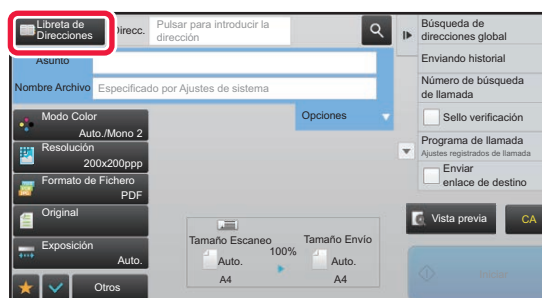 Libreta de
Direcciones
Direcc.
Pulsar para introducir la
dirección
Asunto
Nombre Archivo
Especificado por Ajustes de sistema
Opciones
Modo Color
Auto./Mono 2
Resolución
200x200ppp
Formato de Fichero
PDF
Original
Exposición
Auto.
Otros
Tamaño Escaneo
100%
Tamaño Envío
Auto.
Auto.
A4
A4
Búsqueda de
direcciones global
Enviando historial
Número de búsqueda
de llamada
Sello verificación
Programa de llamada
Ajustes registrados de llamada
Enviar
enlace de destino
Vista previa
CA
Iniciar